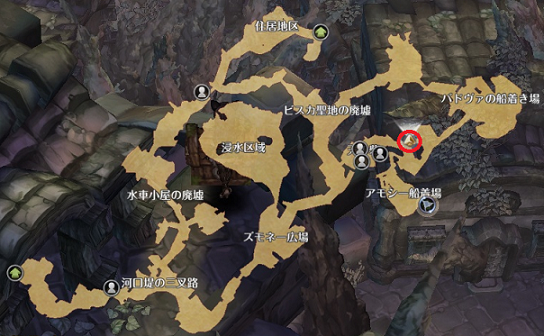 住居地区
ピスカ聖地の廃墟
パドヴァの船着き場
浸水区域
水車小屋の廃墟
アモシー船着場
ズモネー広場
河口堤の三叉路